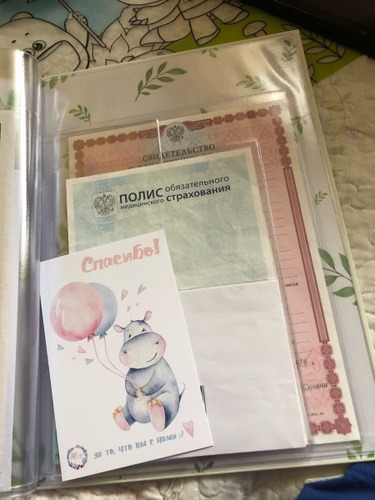 СВИДЕТЕЛЬСТВО
ПОЛИС обязательного
медицинского страхования
Спасибо!
ЗА ТО, ЧТО ВЫ С НАМИ :)